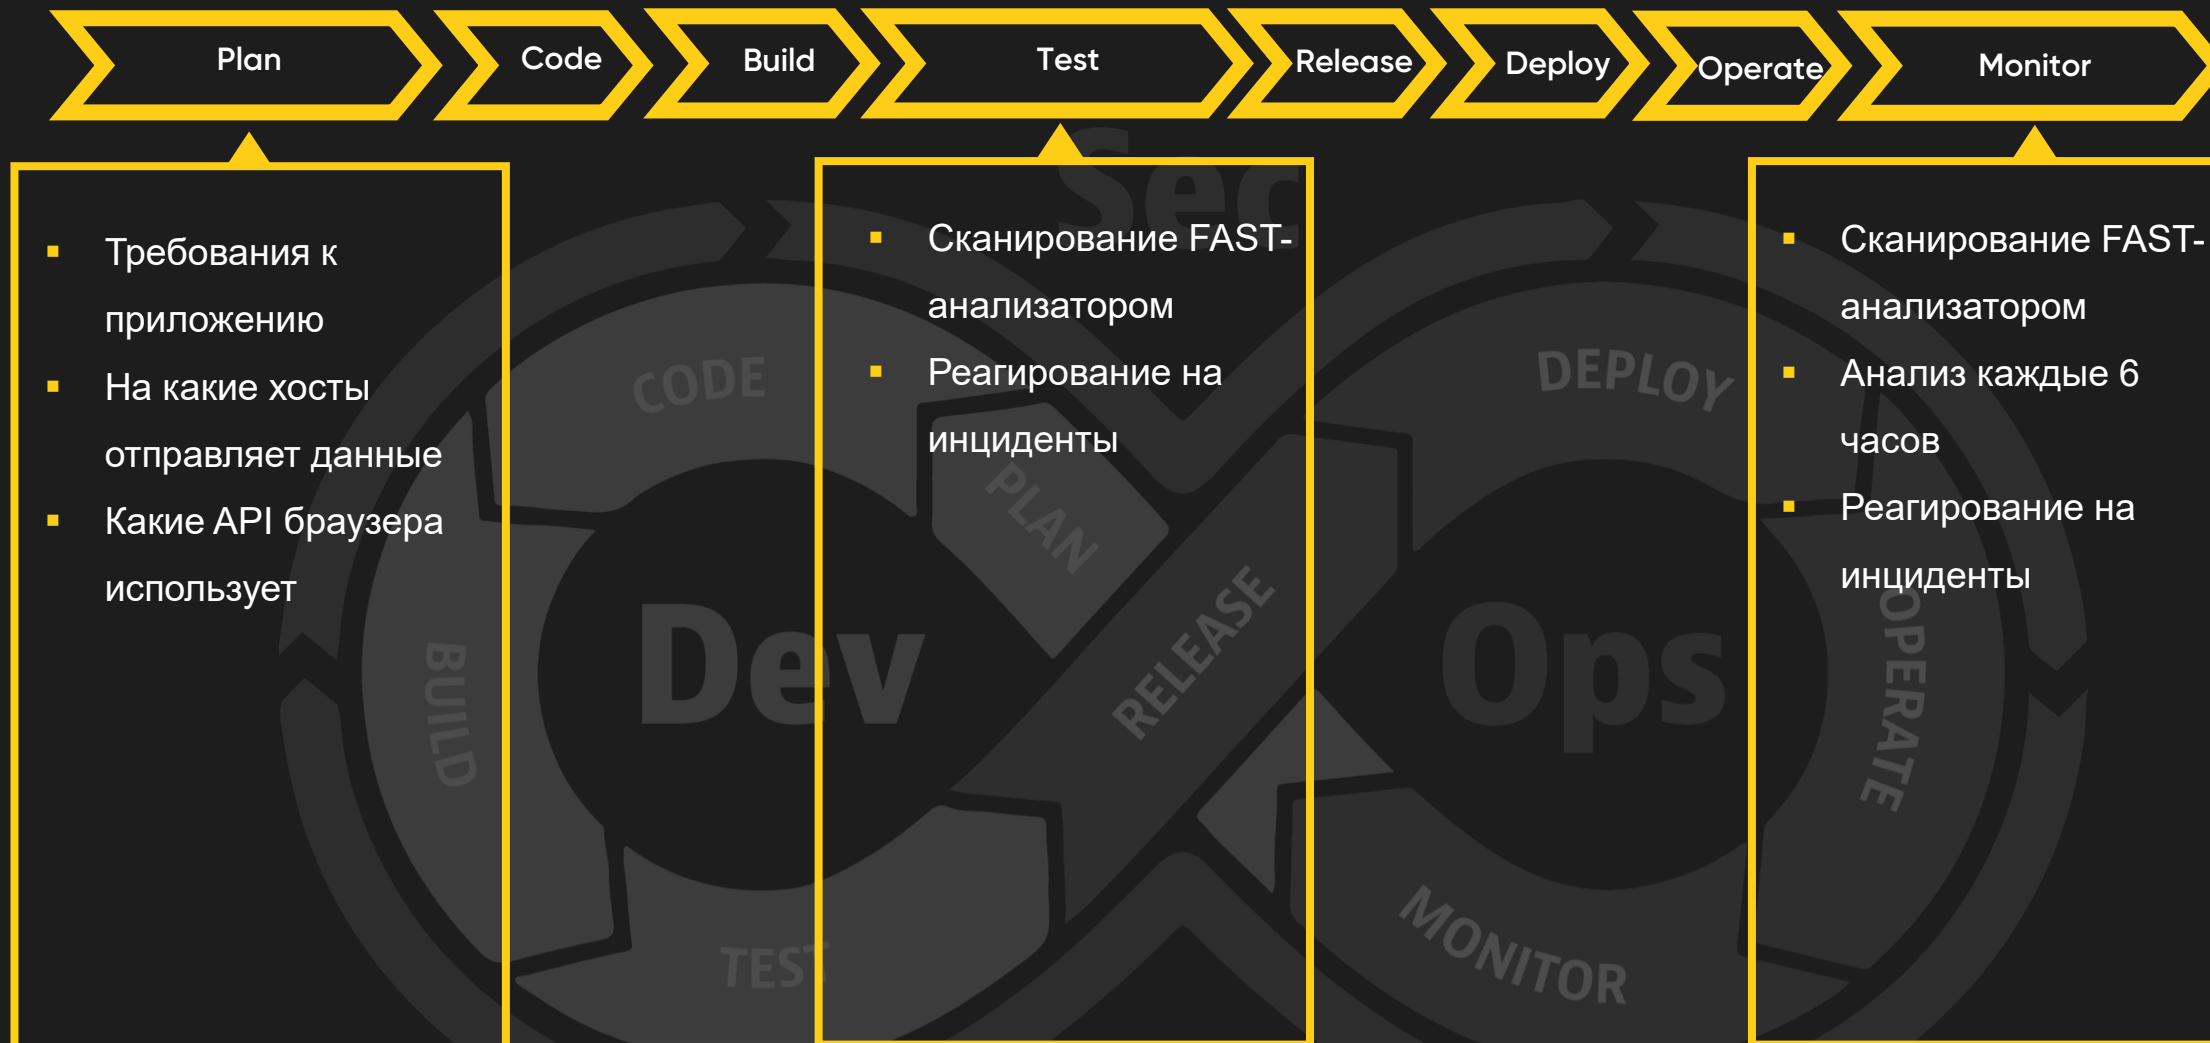 Plan
Code
Build
Test
Release
Deploy
Operate
Monitor
Требования к
приложению
На какие хосты
отправляет данные
Какие API браузера
использует
Сканирование FAST-
анализатором
Реагирование на
инциденты
Сканирование FAST-
анализатором
Анализ каждые 6
часов
Реагирование на
инциденты
Sec
CODE
PLAN
DEPLOY
Dev
RELEASE
Ops
BUILD
OPERATE
TEST
MONITOR